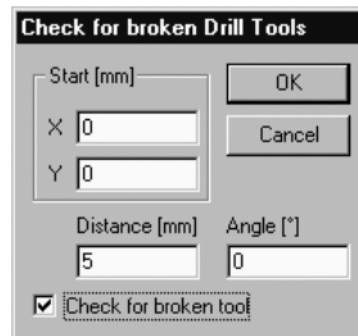 Check for broken Drill Tools
Start [mm]
X 0
Y 0
OK
Cancel
Distance [mm] Angle [°]
5 0
Check for broken tool